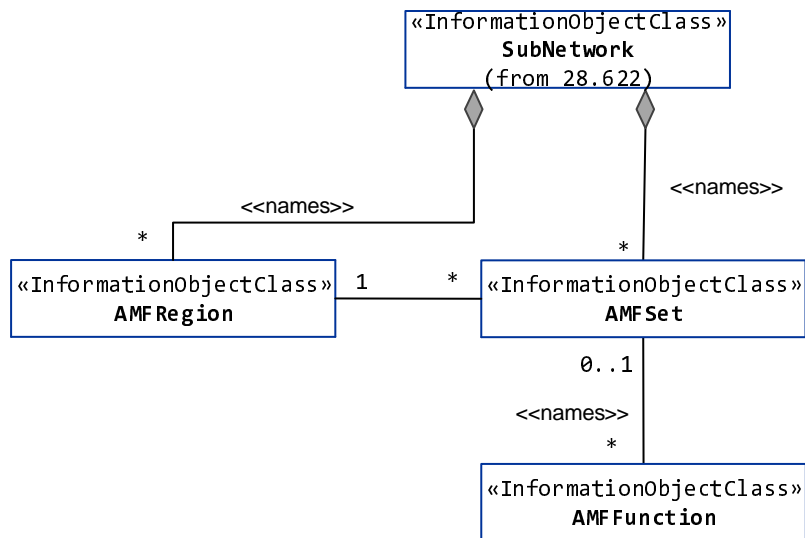 «InformationObjectClass»
SubNetwork
(from 28.622)
<<names>>
<<names>>
*
*
«InformationObjectClass»
AMFRegion
1
*
«InformationObjectClass»
AMFSet
0..1
<<names>>
*
«InformationObjectClass»
AMFFunction